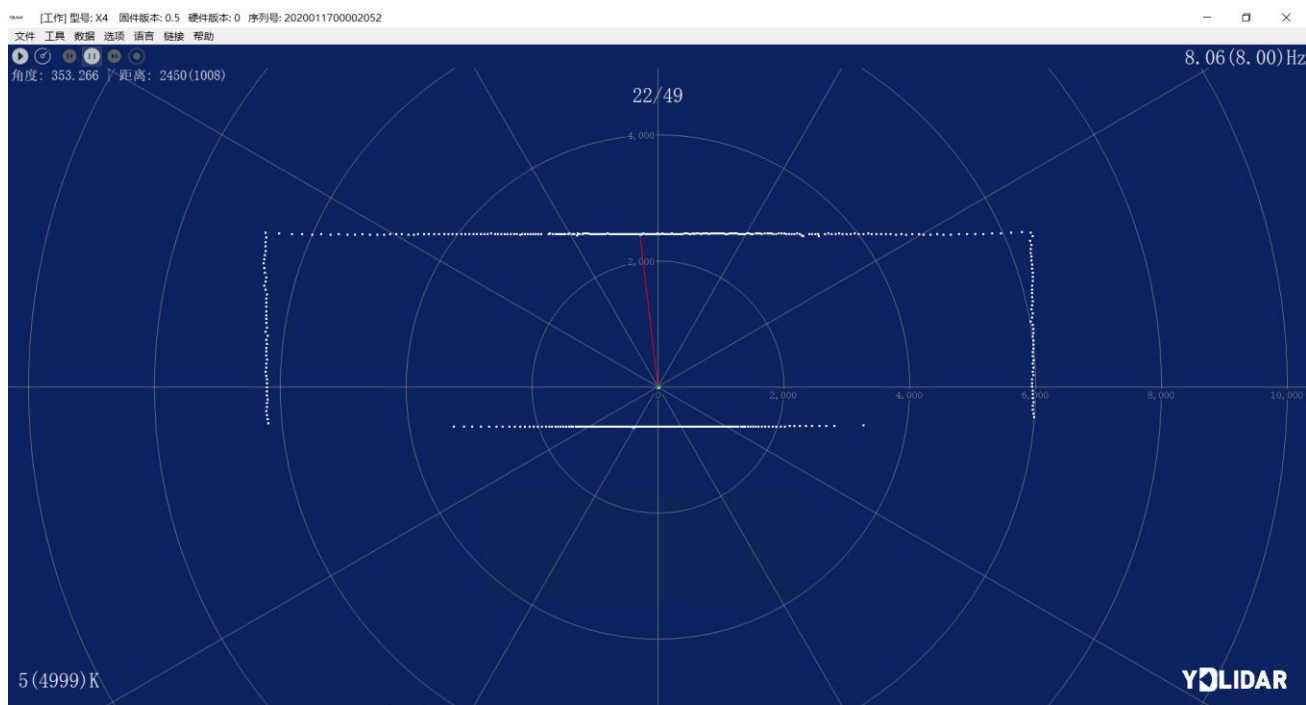 [工作] 型号: X4 固件版本: 0.5 硬件版本: 0 序列号: 2020011700002052
文件 工具 数据 选项 语言 链接 帮助
8.06(8.00)Hz
角度: 353.266 / 距离: 2450(1008)
22/49
4,000
2,000
0 2,000 4,000 6,000 8,000 10,000
5(4999)K
YDLIDAR